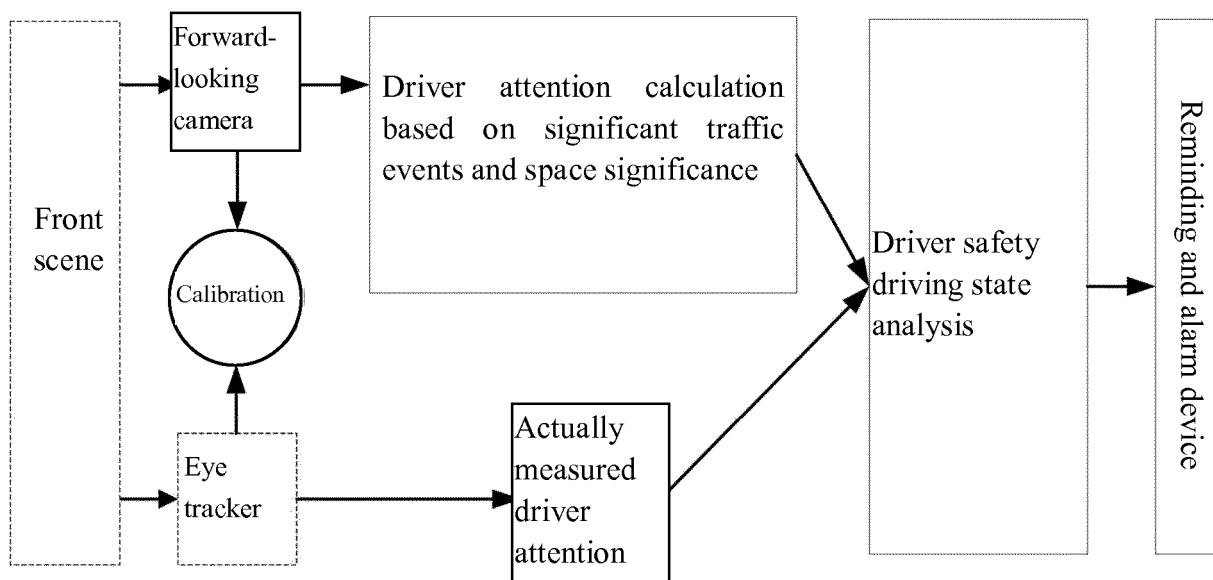 Forward-
looking
camera
Driver attention calculation
based on significant traffic
events and space significance
Front
scene
Calibration
Driver safety
driving state
analysis
Reminding and alarm device
Eye
tracker
Actually
measured
driver
attention